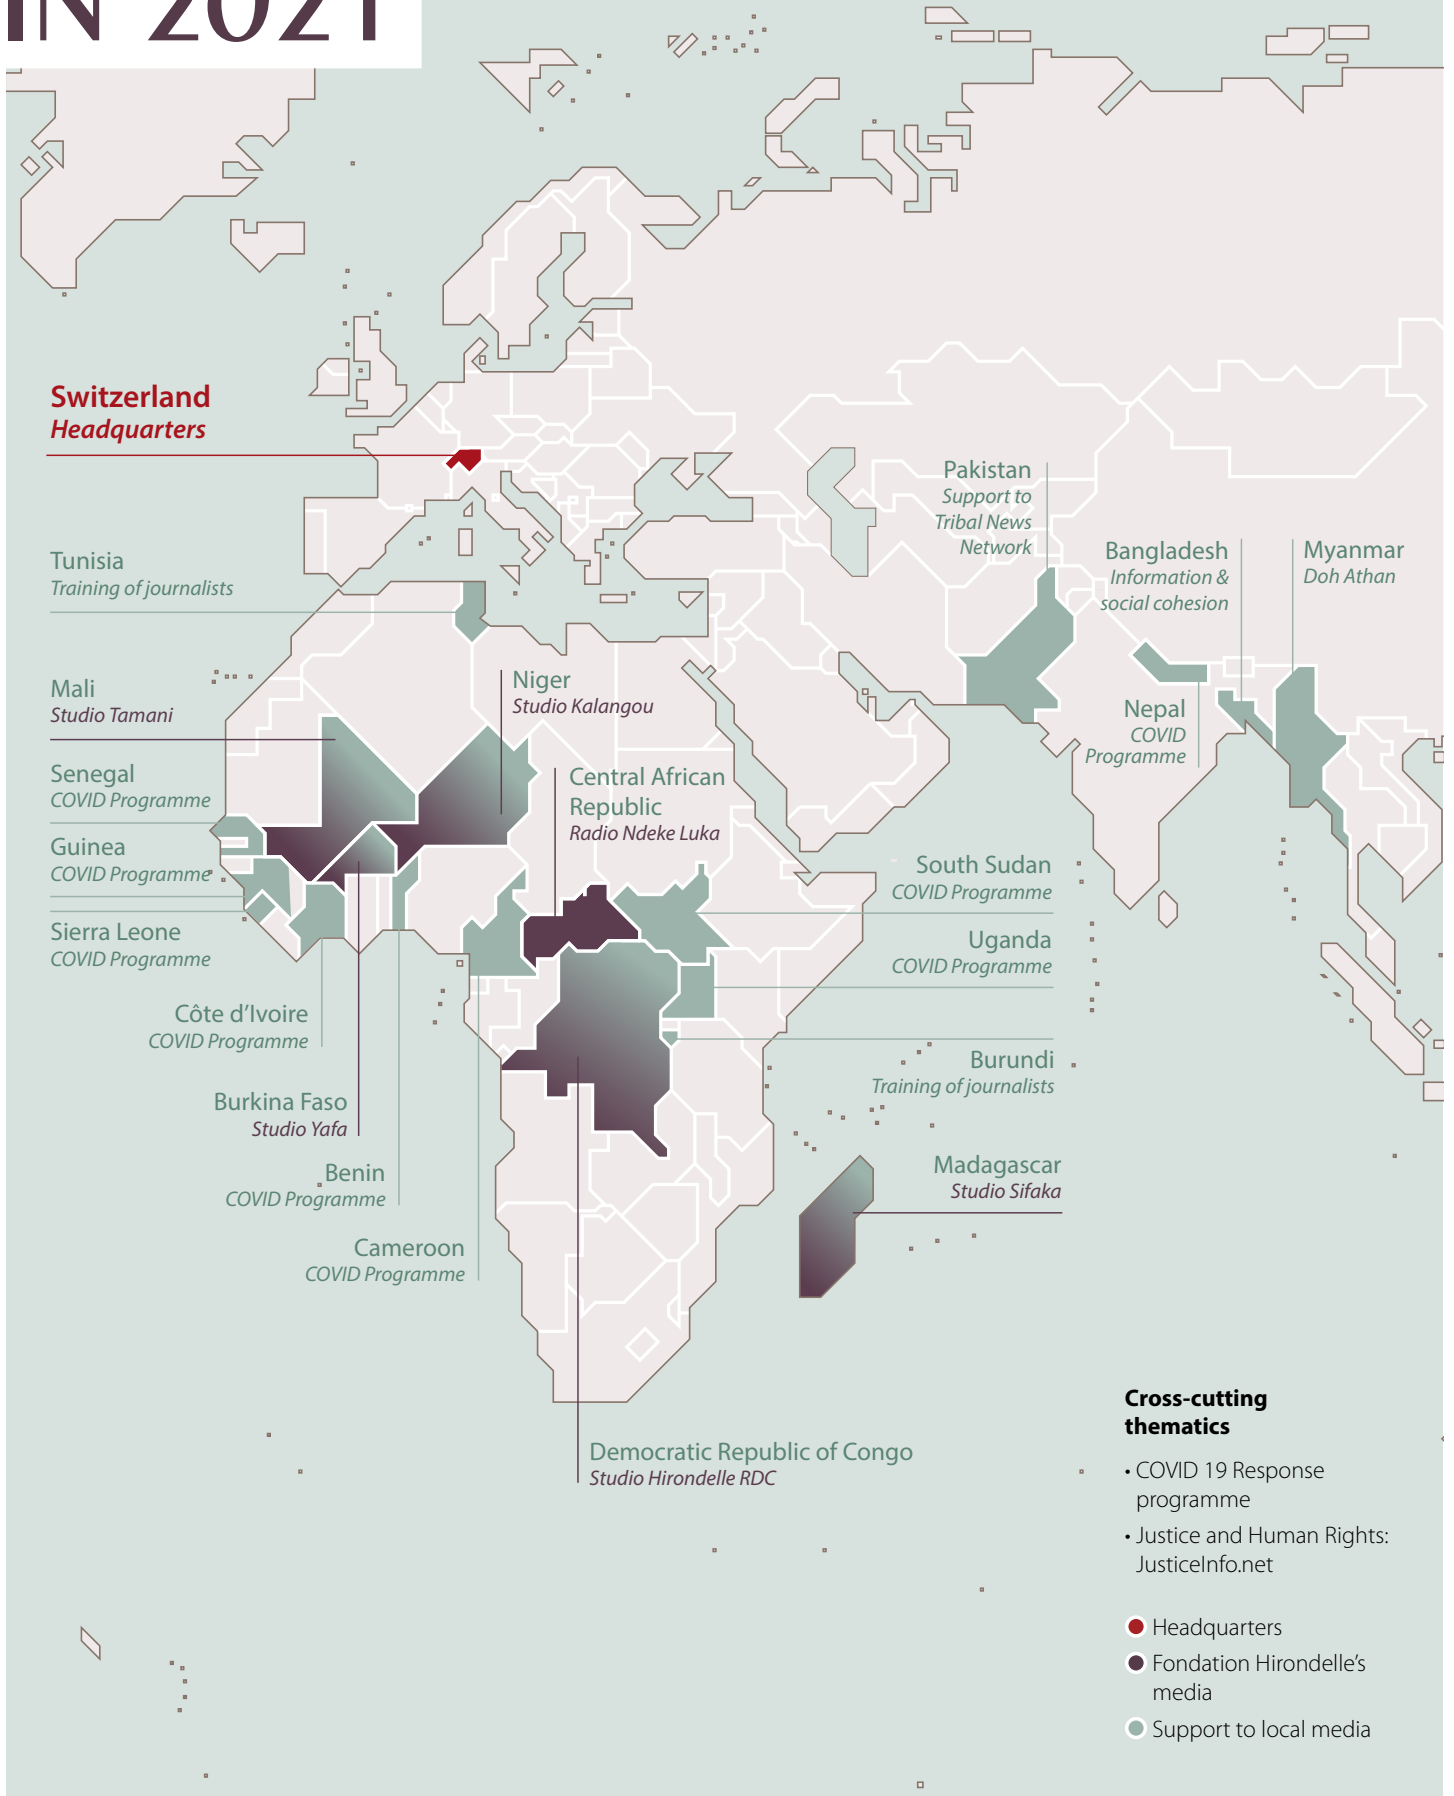 IN 2021
Switzerland
Headquarters
Tunisia
Training of journalists
Mali
Studio Tamani
Senegal
COVID Programme
Guinea
COVID Programme
Sierra Leone
COVID Programme
Côte d’Ivoire
COVID Programme
Burkina Faso
Studio Yafa
Benin
COVID Programme
Cameroon
COVID Programme
Niger
Studio Kalangou
Central African
Republic
Radio Ndeke Luka
Democratic Republic of Congo
Studio Hirondelle RDC
Pakistan
Support to
Tribal News
Network
Bangladesh
Information &
social cohesion
Myanmar
Doh Athan
Nepal
COVID
Programme
South Sudan
COVID Programme
Uganda
COVID Programme
Burundi
Training of journalists
Madagascar
Studio Sifaka
Cross-cutting
thematics
• COVID 19 Response
programme
• Justice and Human Rights:
JusticeInfo.net
Headquarters
Fondation Hirondelle’s
media
Support to local media